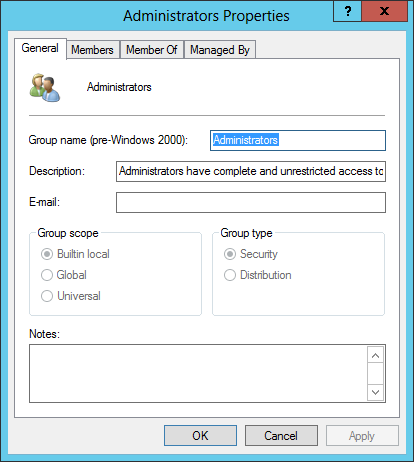 Administrators Properties
?
x
General
Members
Member Of
Managed By
Administrators
Group name (pre-Windows 2000):
Administrators
Description:
Administrators have complete and unrestricted access to
E-mail:
Group scope
Builtin local
Global
Universal
Group type
Security
Distribution
Notes:
OK
Cancel
Apply